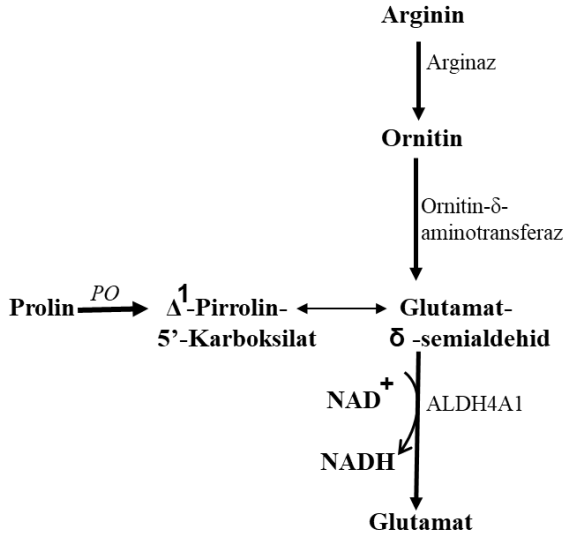 Arginin
Arginaz
Ornitin
Ornitin-δ-
aminotransferaz
Prolin
PO
Δ1-Pirrolin-
5’-Karboksilat
Glutamat-
δ -semialdehid
NAD+
ALDH4A1
NADH
Glutamat